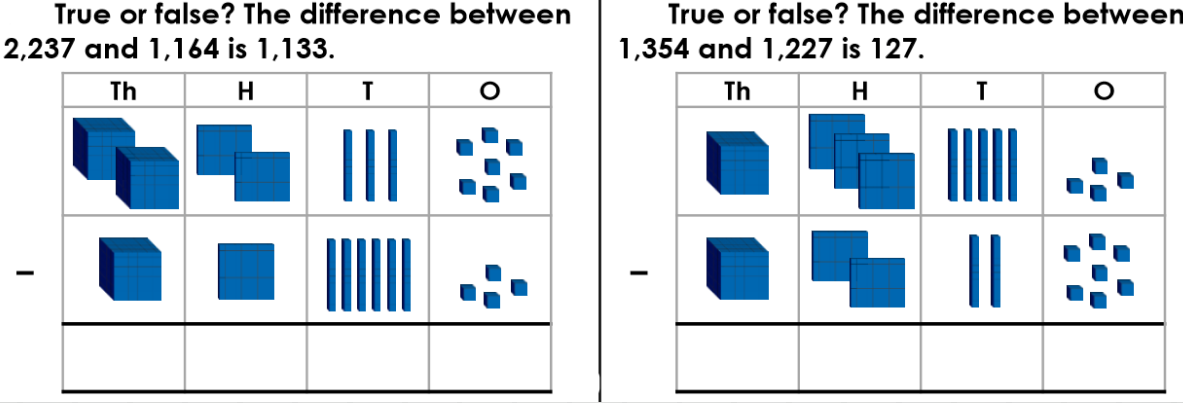 True or false? The difference between
2,237 and 1,164 is 1,133.
Th H T O
–
True or false? The difference between
1,354 and 1,227 is 127.
Th H T O
–